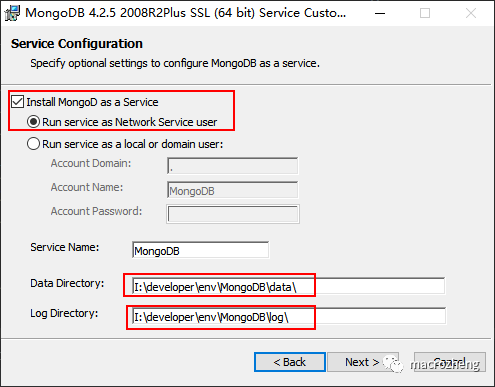 MongoDB 4.2.5 2008R2Plus SSL (64 bit) Service Custo...
Service Configuration
Specify optional settings to configure MongoDB as a service.
Install MongoD as a Service
Run service as Network Service user
Run service as a local or domain user:
Account Domain: .
Account Name: MongoDB
Account Password:
Service Name: MongoDB
Data Directory: I:\developer\env\MongoDB\data\
Log Directory: I:\developer\env\MongoDB\log\
< Back Next > Cancel
macrozheng